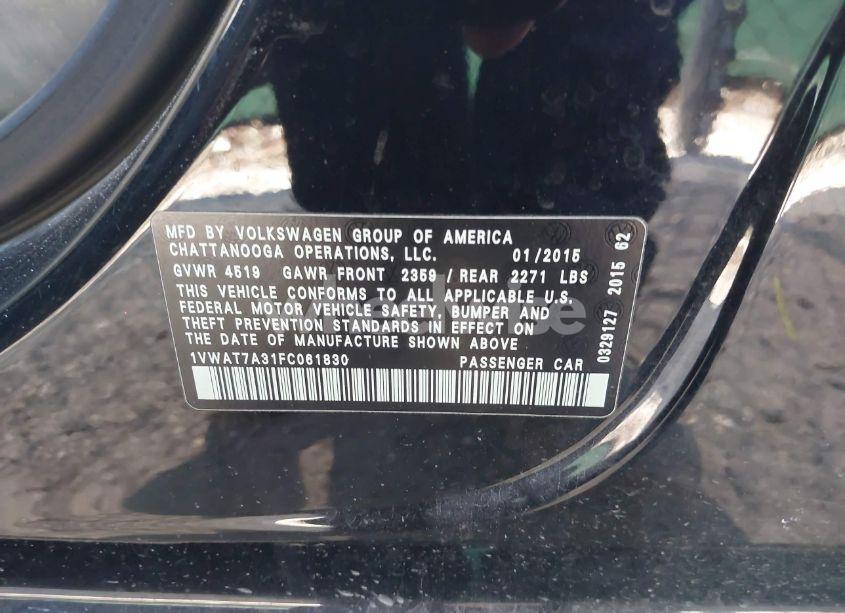 MFD BY VOLKSWAGEN GROUP OF AMERICA
CHATTANOOGA OPERATIONS, LLC. 01/2015
GVWR 4519 GAWR FRONT 2359 / REAR 2271 LBS
THIS VEHICLE CONFORMS TO ALL APPLICABLE U.S.
FEDERAL MOTOR VEHICLE SAFETY, BUMPER AND
THEFT PREVENTION STANDARDS IN EFFECT ON
THE DATE OF MANUFACTURE SHOWN ABOVE
1VWAT7A31FC061830 PASSENGER CAR
0329127 2015 62